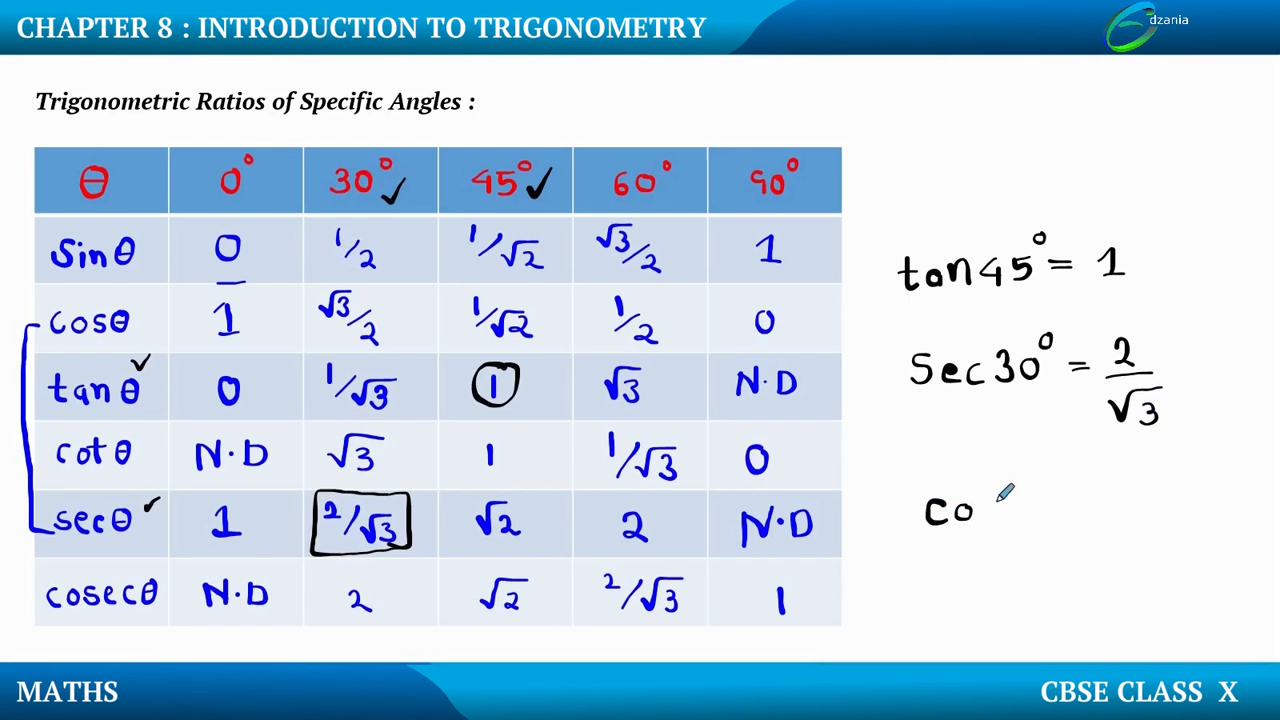 CHAPTER 8 : INTRODUCTION TO TRIGONOMETRY
Edzania
Trigonometric Ratios of Specific Angles :
θ 0° 30° ✓ 45° ✓ 60° 90°
sinθ 0 1/2 1/√2 √3/2 1
cosθ 1 √3/2 1/√2 1/2 0
tanθ ✓ 0 1/√3 1 √3 N·D
cotθ N·D √3 1 1/√3 0
secθ ✓ 1 2/√3 √2 2 N·D
cosecθ N·D 2 √2 2/√3 1
tan45° = 1
Sec30° = 2/√3
co
MATHS
CBSE CLASS X